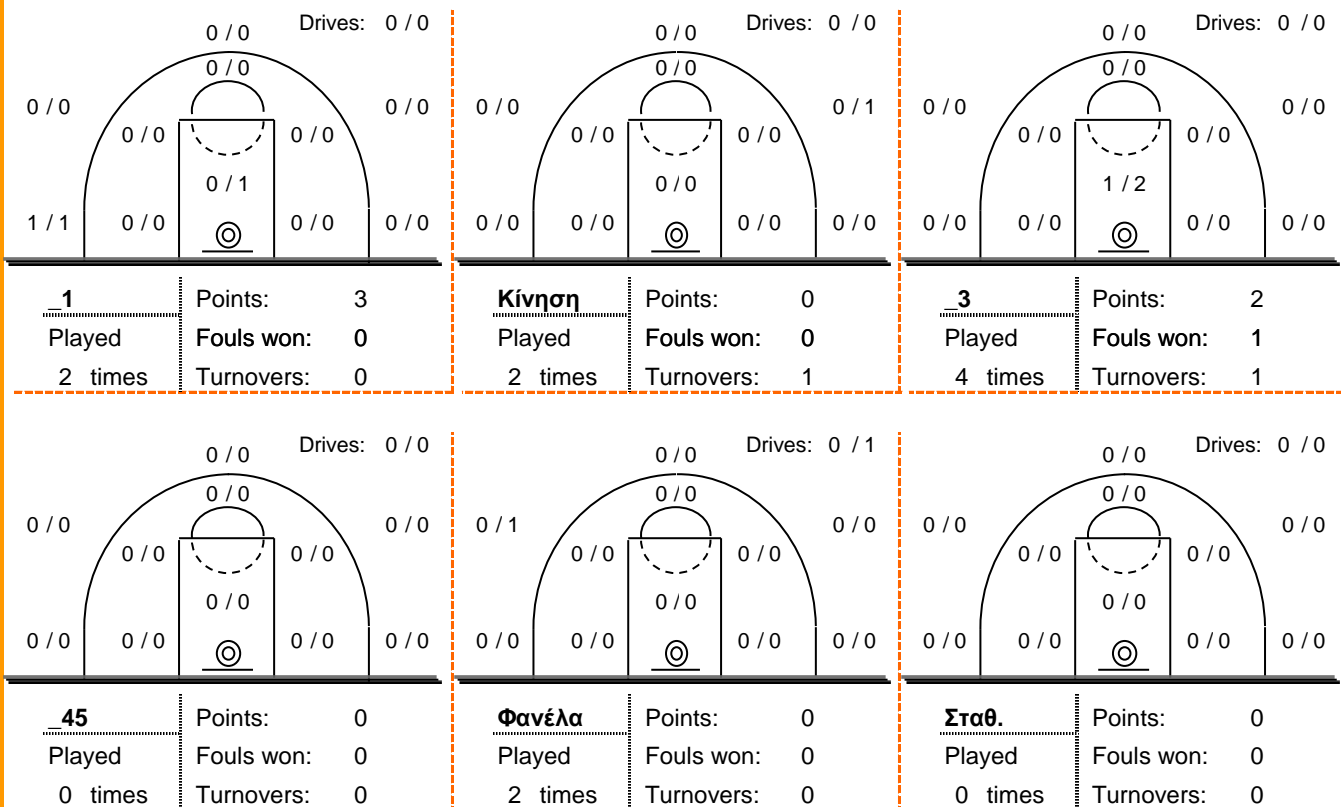 Drives: 0 / 0
0 / 0
0 / 0
0 / 0
0 / 0
0 / 0
0 / 0
0 / 1
1 / 1
0 / 0
0 / 0
0 / 0
_1
Played
2 times
Points: 3
Fouls won: 0
Turnovers: 0
Drives: 0 / 0
0 / 0
0 / 0
0 / 0
0 / 1
0 / 0
0 / 0
0 / 0
0 / 0
0 / 0
0 / 0
0 / 0
Κίνηση
Played
2 times
Points: 0
Fouls won: 0
Turnovers: 1
Drives: 0 / 0
0 / 0
0 / 0
0 / 0
0 / 0
0 / 0
0 / 0
1 / 2
0 / 0
0 / 0
0 / 0
0 / 0
_3
Played
4 times
Points: 2
Fouls won: 1
Turnovers: 1
Drives: 0 / 0
0 / 0
0 / 0
0 / 0
0 / 0
0 / 0
0 / 0
0 / 0
0 / 0
0 / 0
0 / 0
0 / 0
_45
Played
0 times
Points: 0
Fouls won: 0
Turnovers: 0
Drives: 0 / 1
0 / 0
0 / 0
0 / 1
0 / 0
0 / 0
0 / 0
0 / 0
0 / 0
0 / 0
0 / 0
0 / 0
Φανέλα
Played
2 times
Points: 0
Fouls won: 0
Turnovers: 0
Drives: 0 / 0
0 / 0
0 / 0
0 / 0
0 / 0
0 / 0
0 / 0
0 / 0
0 / 0
0 / 0
0 / 0
0 / 0
Σταθ.
Played
0 times
Points: 0
Fouls won: 0
Turnovers: 0